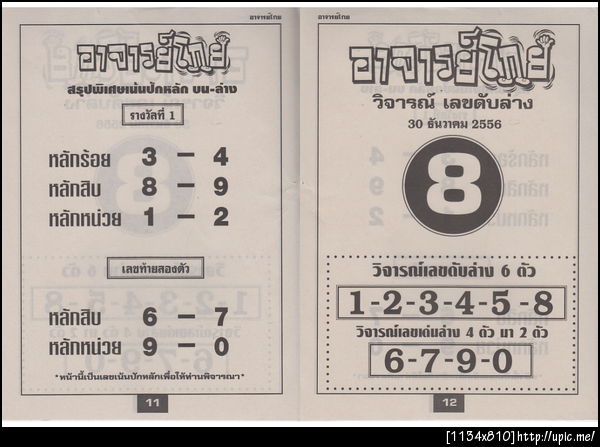 อาจารย์โกย
อาจารย์โกย
สรุปพิเศษเน้นปักหลัก บน-ล่าง
รางวัลที่ 1
หลักร้อย 3 – 4
หลักสิบ 8 – 9
หลักหน่วย 1 – 2
เลขท้ายสองตัว
หลักสิบ 6 – 7
หลักหน่วย 9 – 0
*หน้านี้เป็นเลขเน้นปักหลักเพื่อให้ท่านพิจารณา*
11
อาจารย์โกย
อาจารย์โกย
วิจารณ์ เลขดับล่าง
30 ธันวาคม 2556
8
วิจารณ์เลขดับล่าง 6 ตัว
1-2-3-4-5-8
วิจารณ์เลขเด่นล่าง 4 ตัว มา 2 ตัว
6-7-9-0
12
[1134x810]http://upic.me/